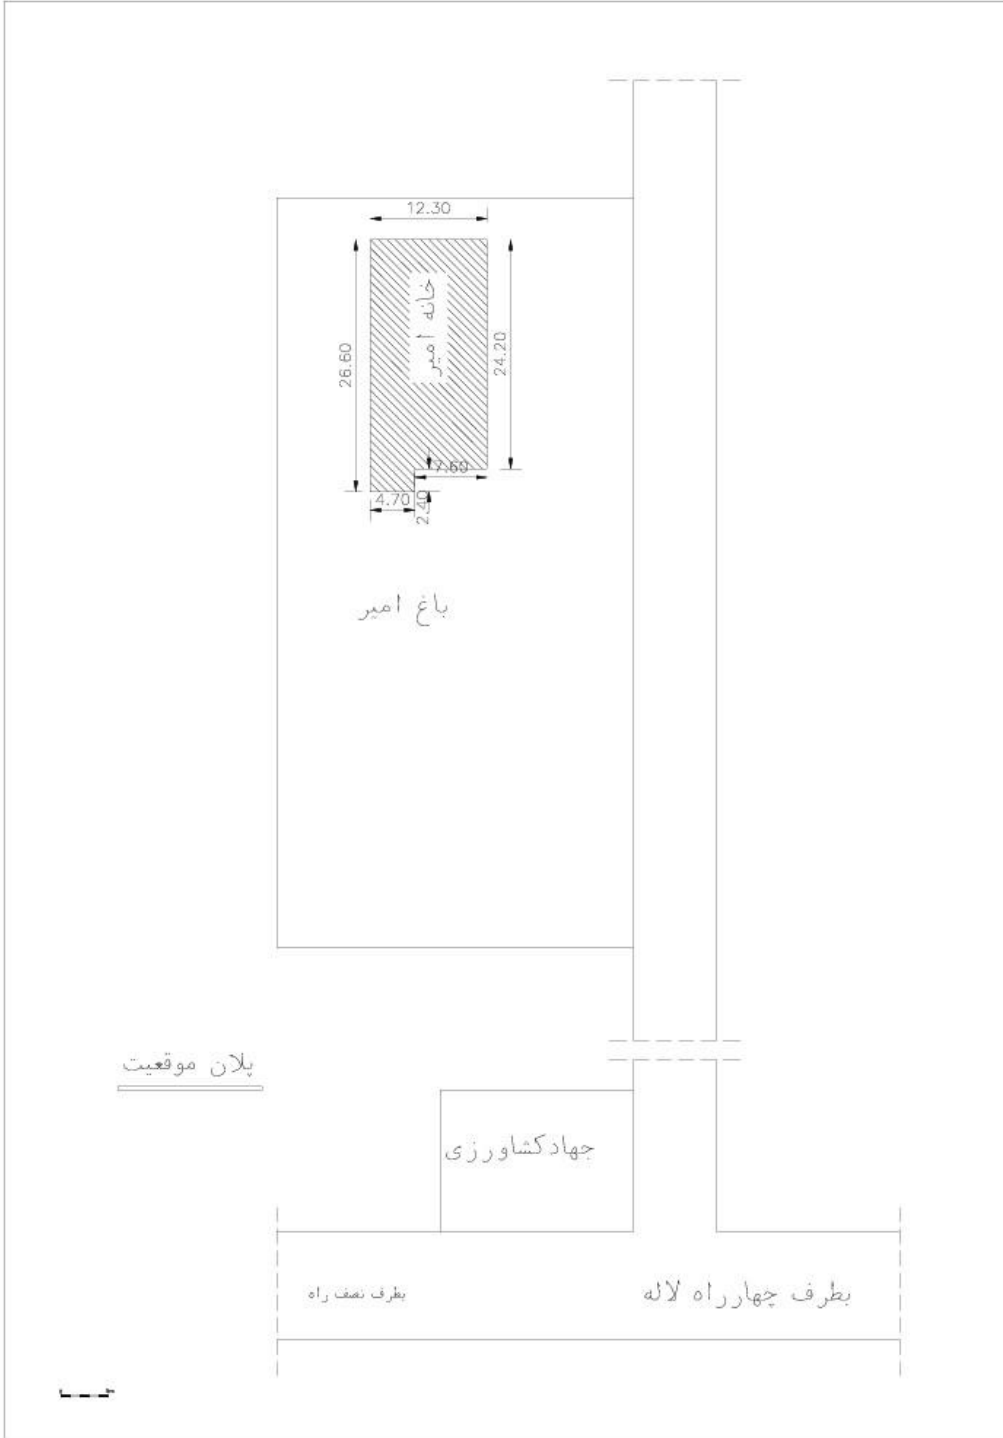 12.30
خانه امیر
26.60
24.20
7.60
4.70
2.40
باغ امیر
پلان موقعیت
جهادکشاورزی
بطرف نصف راه
بطرف چهارراه لاله